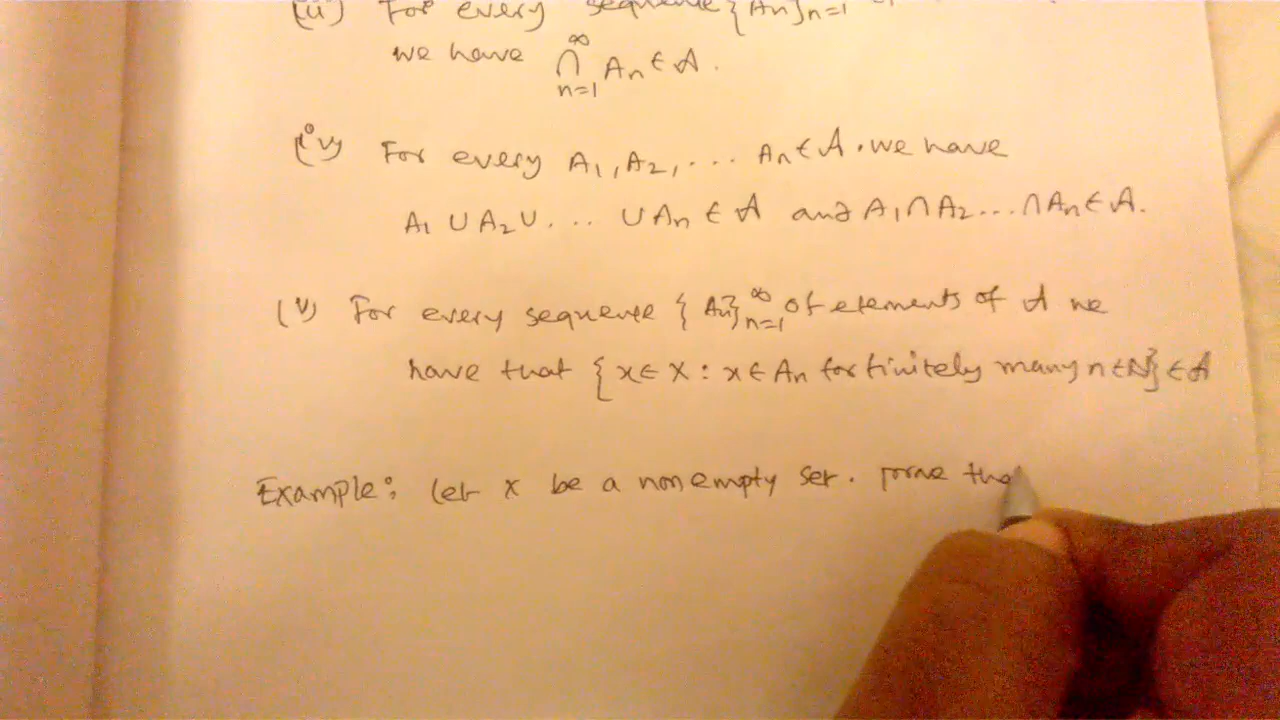 (iii) For every sequence {An}n=1
we have ∞⋂n=1 An ∈ 𝒜.
(iv) For every A1, A2, ... An ∈ 𝒜. we have
A1 ∪ A2 ∪ ... ∪ An ∈ 𝒜 and A1 ∩ A2 ... ∩ An ∈ 𝒜.
(v) For every sequence {An}∞n=1 of elements of 𝒜 we
have that {x ∈ X : x ∈ An for finitely many n ∈ ℕ} ∈ 𝒜
Example: Let X be a non empty set. prove that